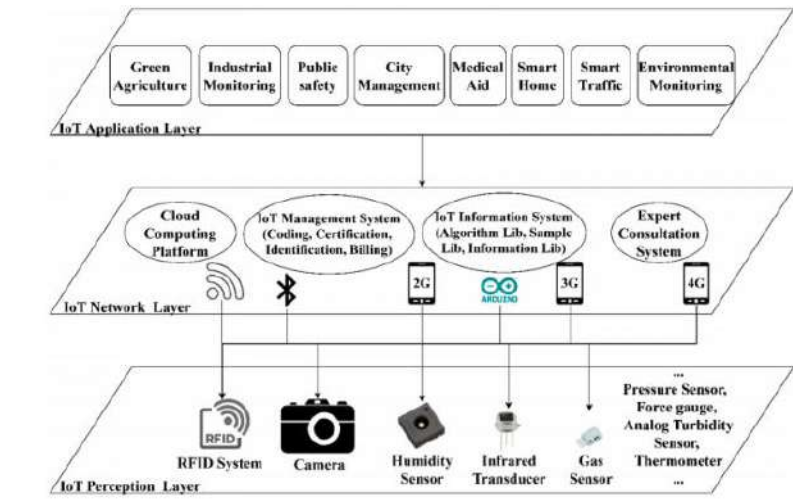 Green
Agriculture
Industrial
Monitoring
Public
safety
City
Management
Medical
Aid
Smart
Home
Smart
Traffic
Environmental
Monitoring
IoT Application Layer
Cloud
Computing
Platform
IoT Management System
(Coding, Certification,
Identification, Billing)
IoT Information System
(Algorithm Lib, Sample
Lib, Information Lib)
Expert
Consultation
System
2G
ARDUINO
3G
4G
IoT Network Layer
RFID
RFID System
Camera
Humidity
Sensor
Infrared
Transducer
Gas
Sensor
...
Pressure Sensor,
Force gauge,
Analog Turbidity
Sensor,
Thermometer
...
IoT Perception Layer